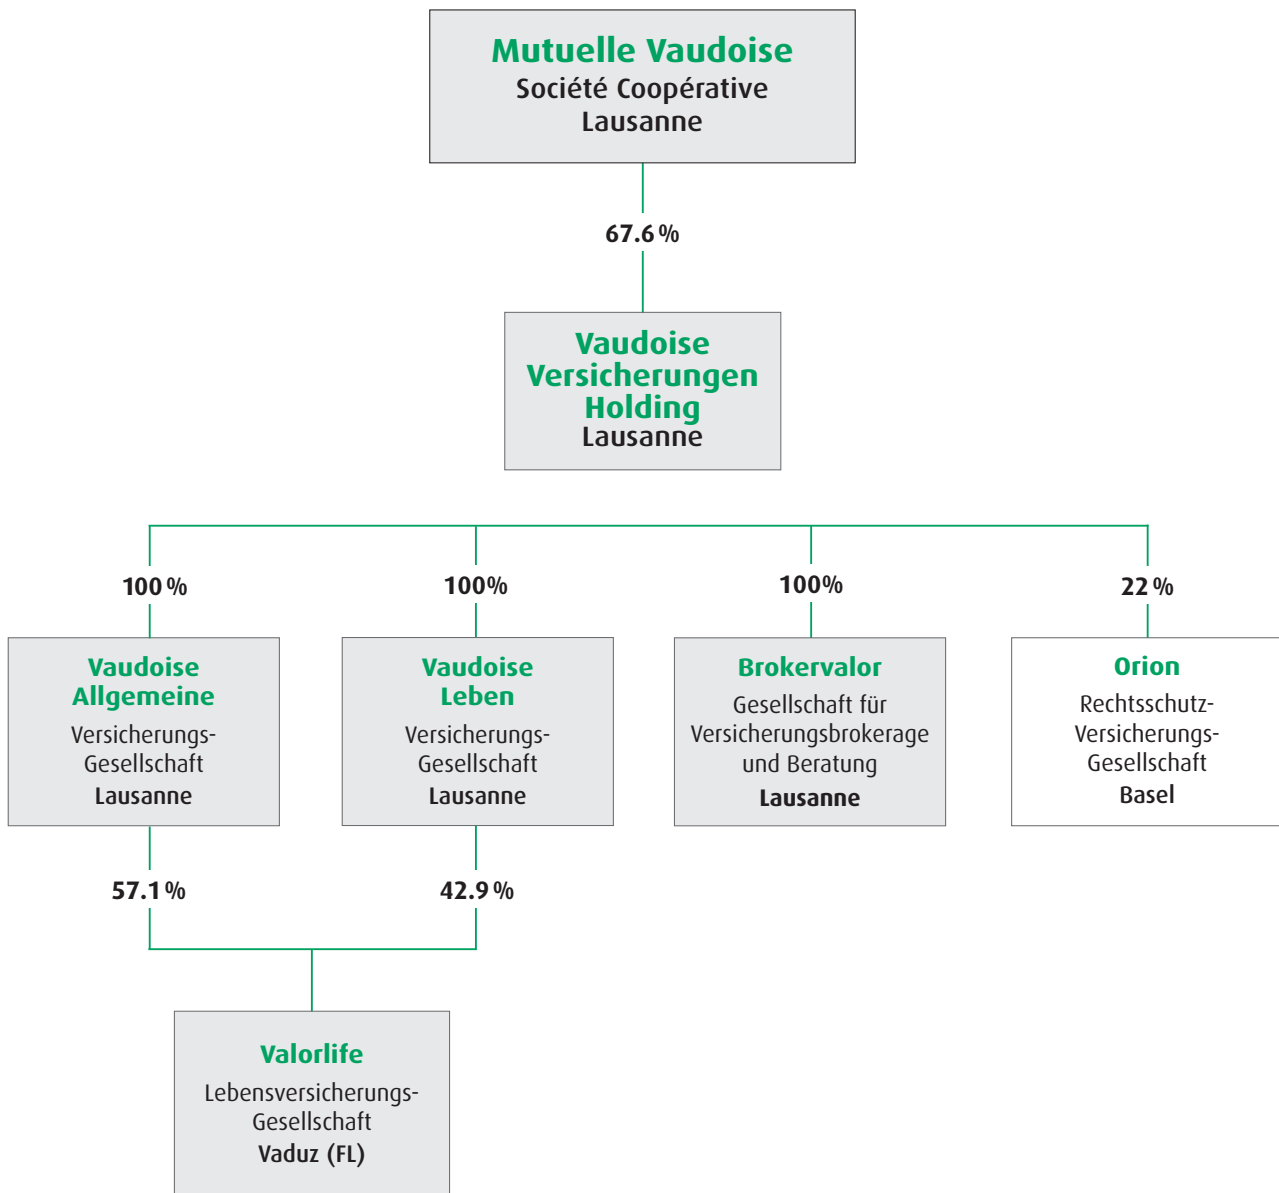 Mutuelle Vaudoise
Société Coopérative
Lausanne
67.6 %
Vaudoise
Versicherungen
Holding
Lausanne
100 %
100%
100%
22 %
Vaudoise
Allgemeine
Versicherungs-
Gesellschaft
Lausanne
Vaudoise
Leben
Versicherungs-
Gesellschaft
Lausanne
Brokervalor
Gesellschaft für
Versicherungsbrokerage
und Beratung
Lausanne
Orion
Rechtsschutz-
Versicherungs-
Gesellschaft
Basel
57.1 %
42.9 %
Valorlife
Lebensversicherungs-
Gesellschaft
Vaduz (FL)